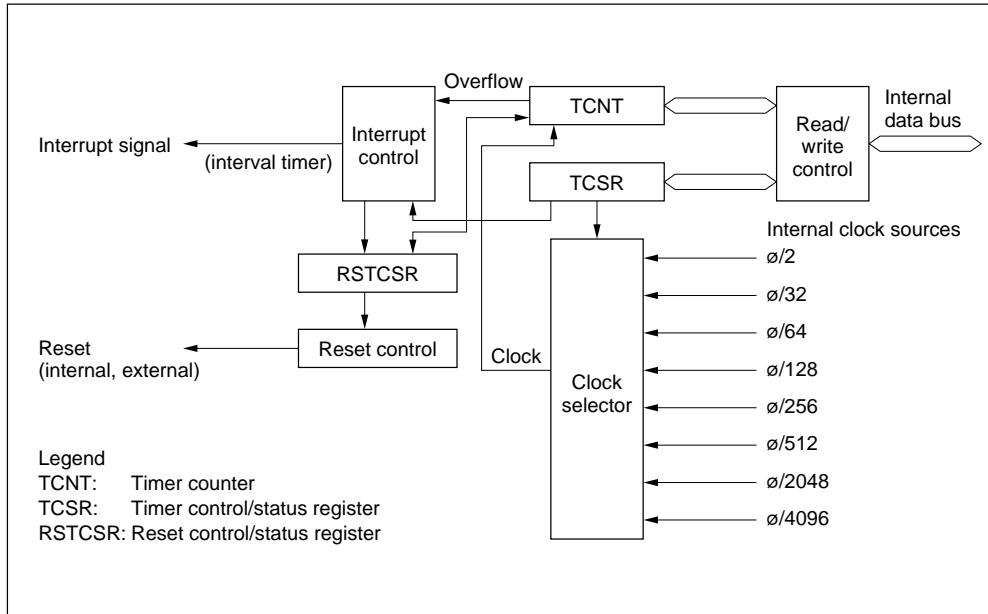 Overflow
TCNT
Interrupt control
Read/ write control
Internal data bus
Interrupt signal
(interval timer)
TCSR
Internal clock sources
RSTCSR
ø/2
ø/32
ø/64
Reset (internal, external)
Reset control
Clock
Clock selector
ø/128
ø/256
ø/512
ø/2048
ø/4096
Legend
TCNT: Timer counter
TCSR: Timer control/status register
RSTCSR: Reset control/status register